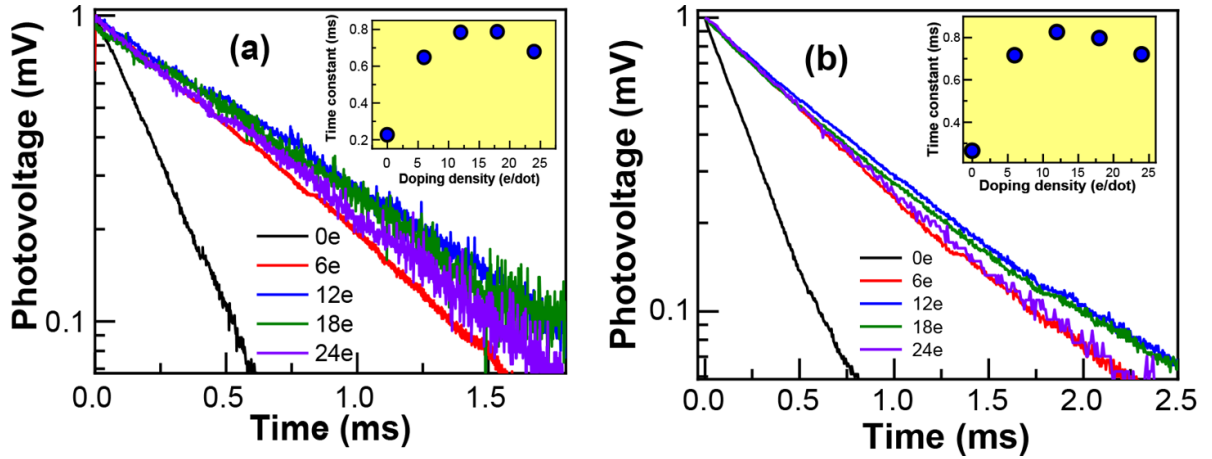 (a)
Photovoltage (mV)
1
0.1
0.0
0.5
1.0
1.5
Time (ms)
0e
6e
12e
18e
24e
Time constant (ms)
0.8
0.6
0.4
0.2
0
5
10
15
20
25
Doping density (e/dot)
(b)
Photovoltage (mV)
1
0.1
0.0
0.5
1.0
1.5
2.0
2.5
Time (ms)
0e
6e
12e
18e
24e
Time constant (ms)
0.8
0.6
0.4
0
5
10
15
20
25
Doping density (e/dot)